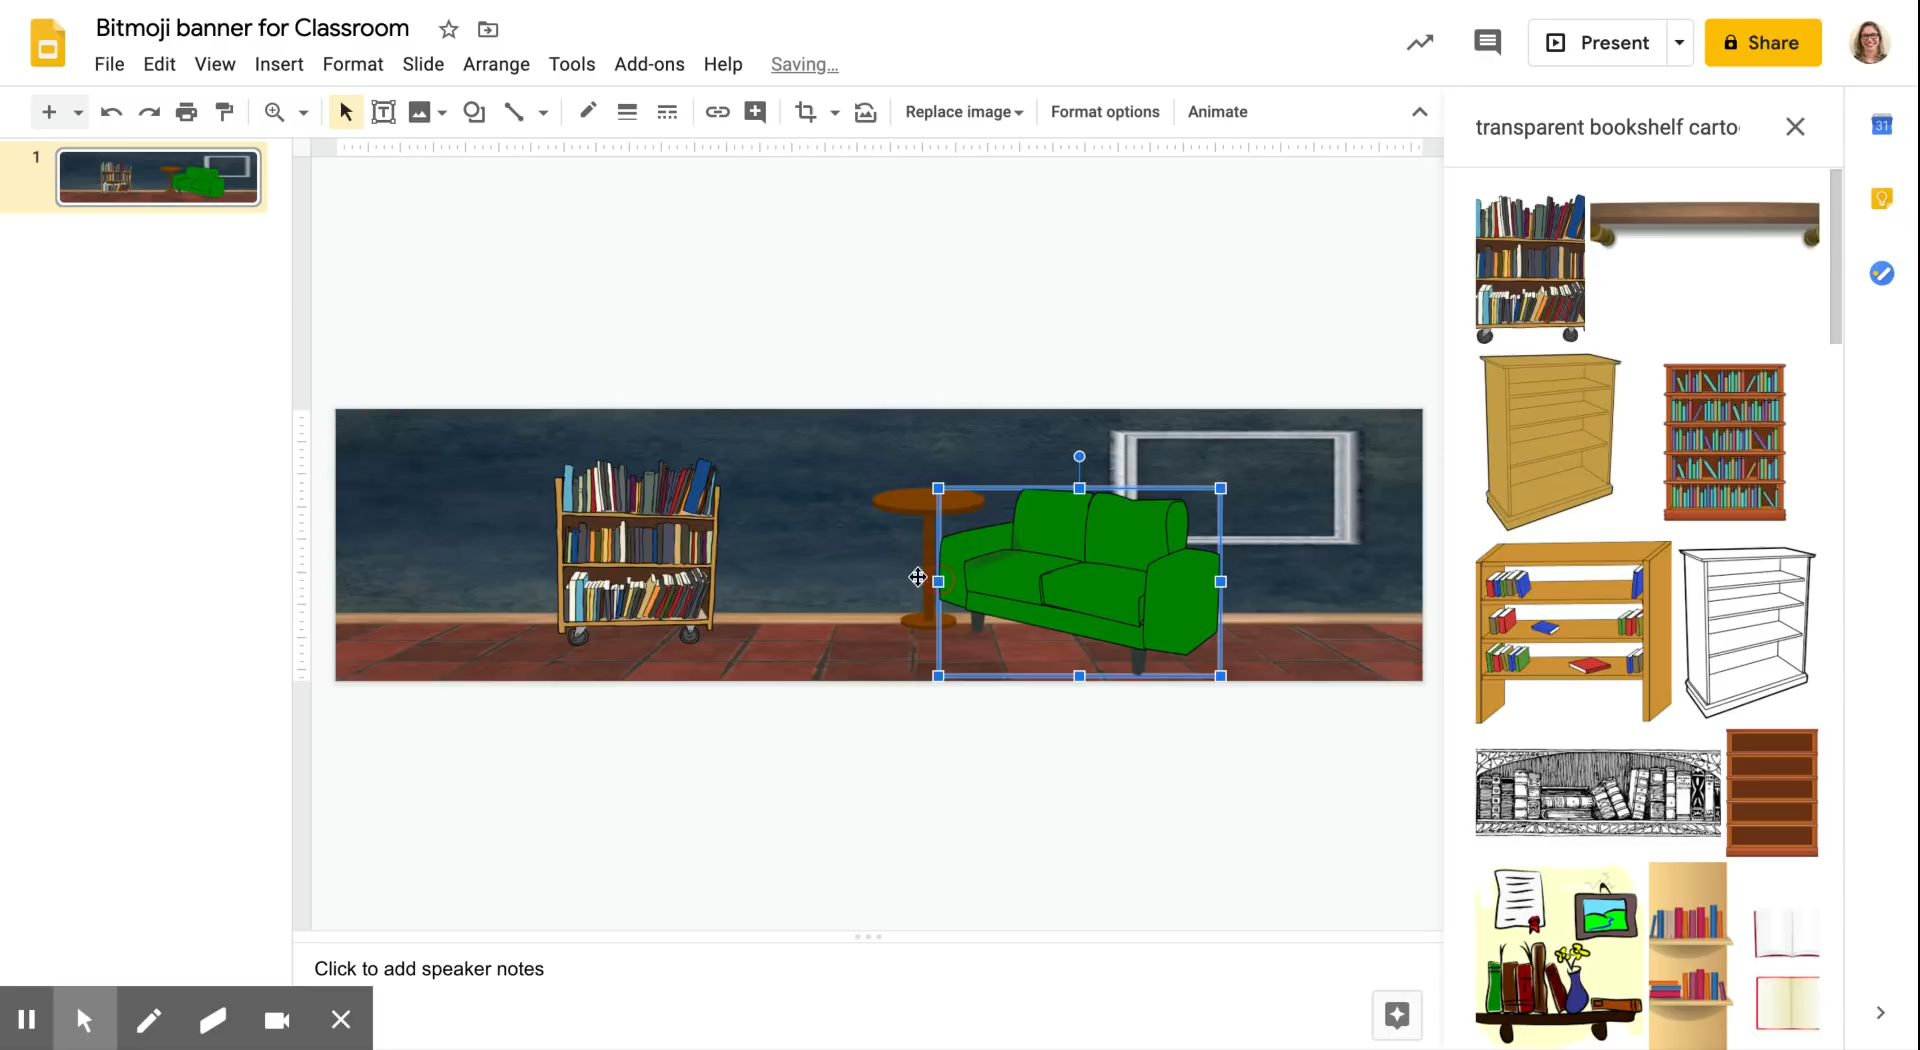 Bitmoji banner for Classroom
File Edit View Insert Format Slide Arrange Tools Add-ons Help Saving...
Present
Share
Replace image
Format options
Animate
transparent bookshelf carto
31
1
Click to add speaker notes